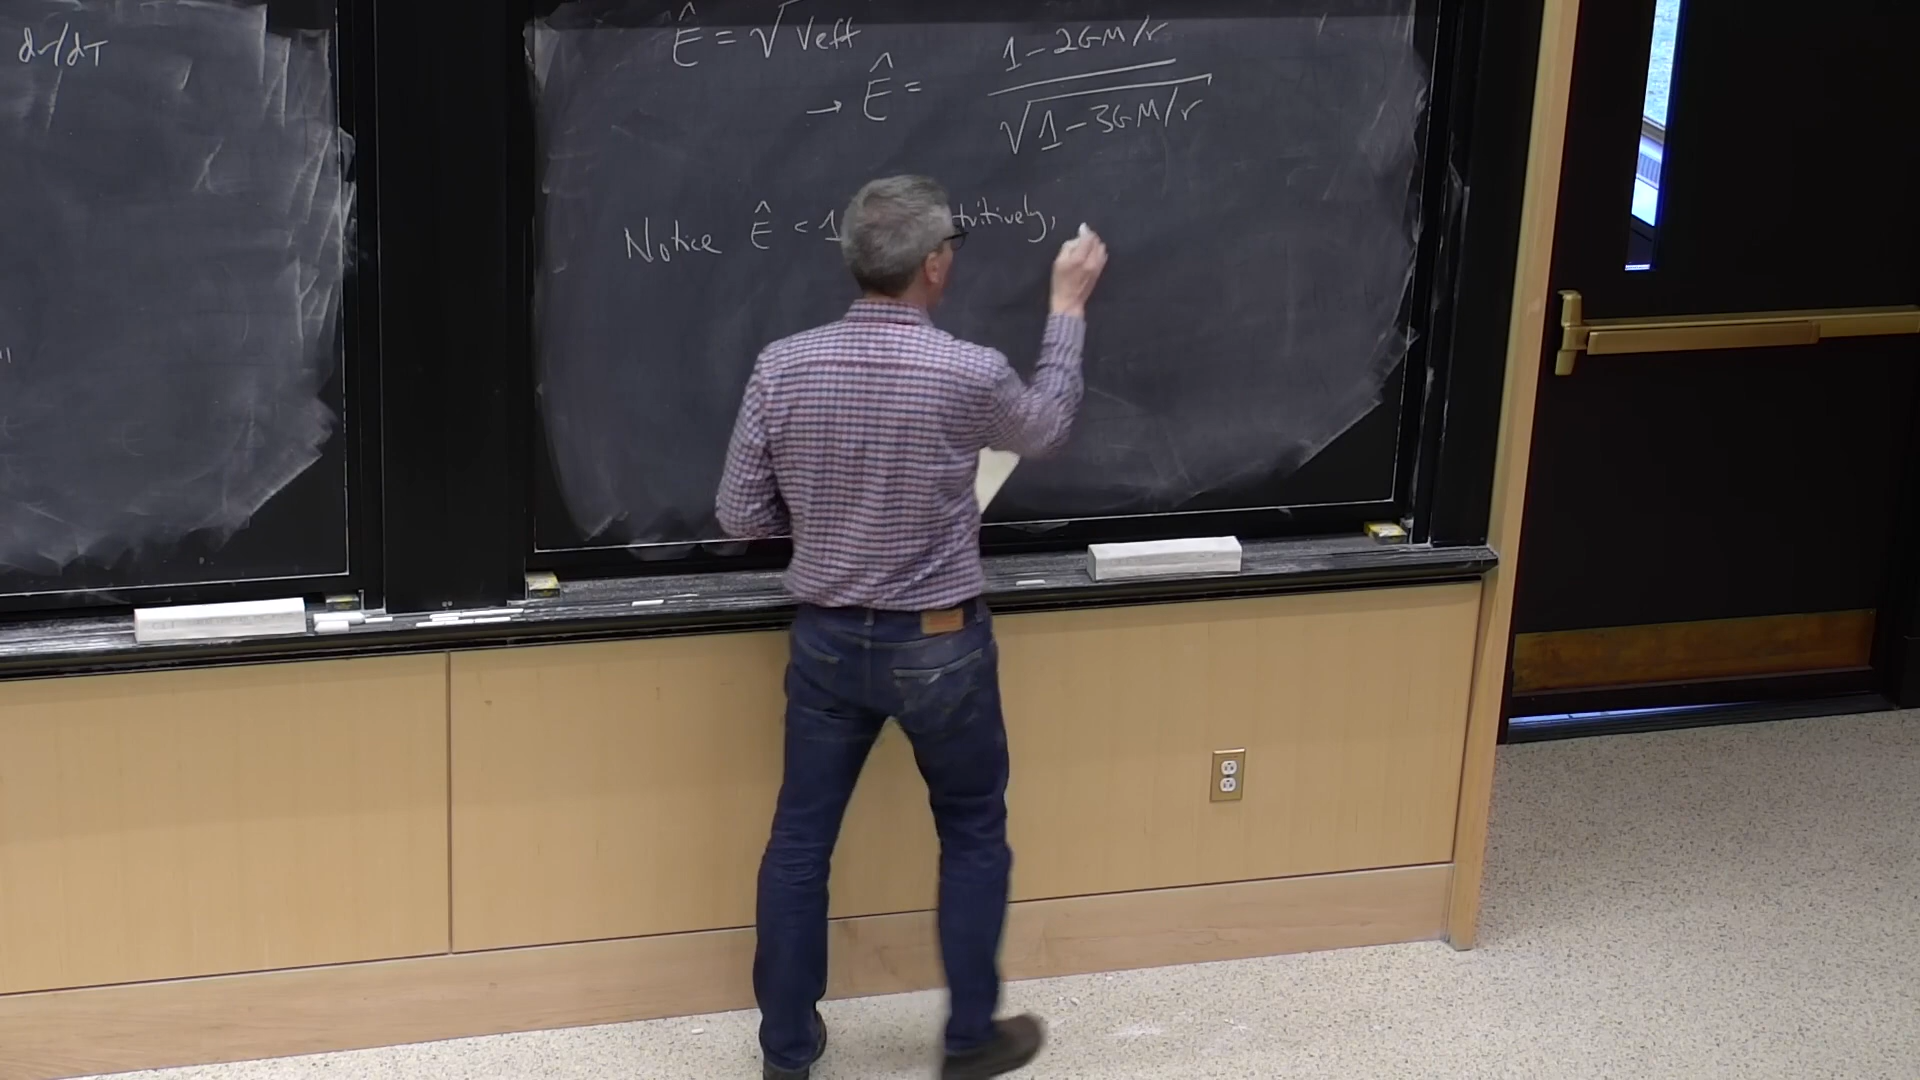 dr/dτ
Ê = √Veff
→ Ê = (1 - 2GM/r) / √(1 - 3GM/r)
Notice Ê < 1